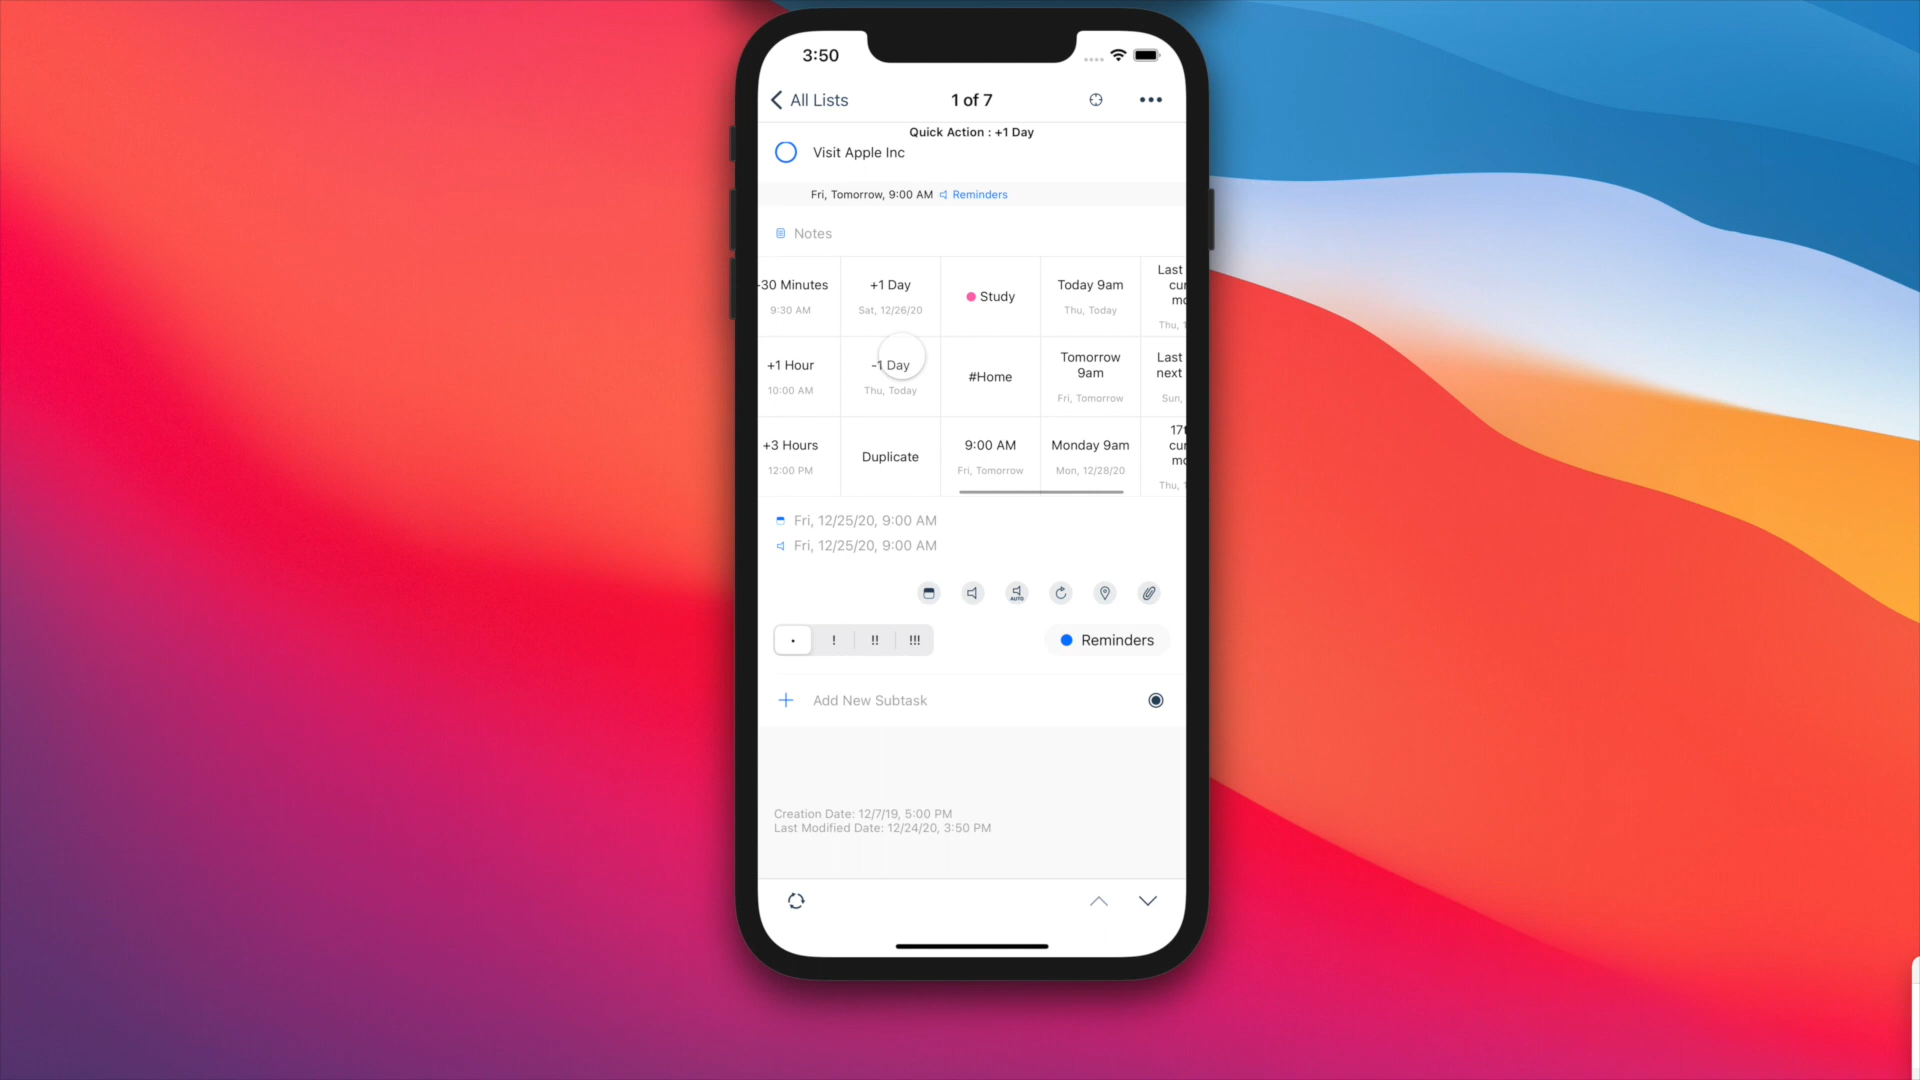 3:50
All Lists
1 of 7
Quick Action : +1 Day
Visit Apple Inc
Fri, Tomorrow, 9:00 AM Reminders
Notes
30 Minutes
9:30 AM
+1 Day
Sat, 12/26/20
Study
Today 9am
Thu, Today
Last
Thu,
+1 Hour
10:00 AM
-1 Day
Thu, Today
#Home
Tomorrow
9am
Fri, Tomorrow
Last
next
Sun,
+3 Hours
12:00 PM
Duplicate
9:00 AM
Fri, Tomorrow
Monday 9am
Mon, 12/28/20
Thu,
Fri, 12/25/20, 9:00 AM
Fri, 12/25/20, 9:00 AM
AUTO
! !! !!!
Reminders
Add New Subtask
Creation Date: 12/7/19, 5:00 PM
Last Modified Date: 12/24/20, 3:50 PM